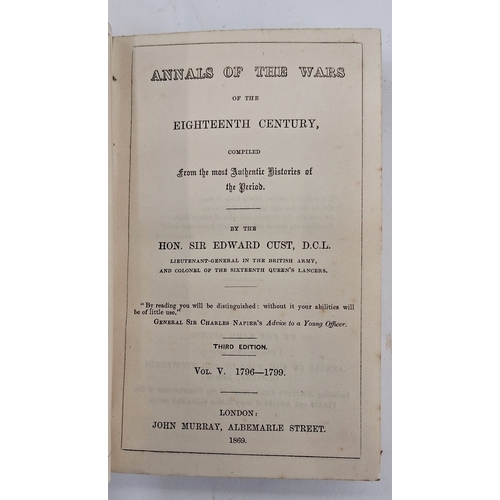 ANNALS OF THE WARS
OF THE
EIGHTEENTH CENTURY,
COMPILED
From the most Authentic Histories of
the Period.
BY THE
HON. SIR EDWARD CUST, D.C.L.
LIEUTENANT-GENERAL IN THE BRITISH ARMY,
AND COLONEL OF THE SIXTEENTH QUEEN'S LANCERS.
"By reading you will be distinguished: without it your abilities will
be of little use."
GENERAL SIR CHARLES NAPIER'S Advice to a Young Officer.
THIRD EDITION.
VOL. V. 1796—1799.
LONDON:
JOHN MURRAY, ALBEMARLE STREET.
1869.